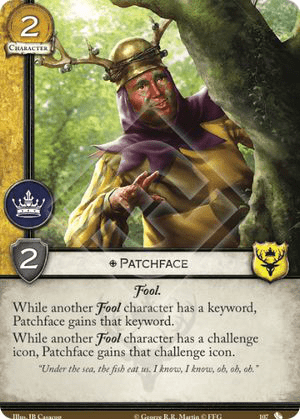 2
CHARACTER
2
PATCHFACE
Fool.
While another Fool character has a keyword,
Patchface gains that keyword.
While another Fool character has a challenge
icon, Patchface gains that challenge icon.
"Under the sea, the fish eat us. I know, I know, oh, oh, oh."
Illus. JB Casacop
© George R.R. Martin © FFG
107